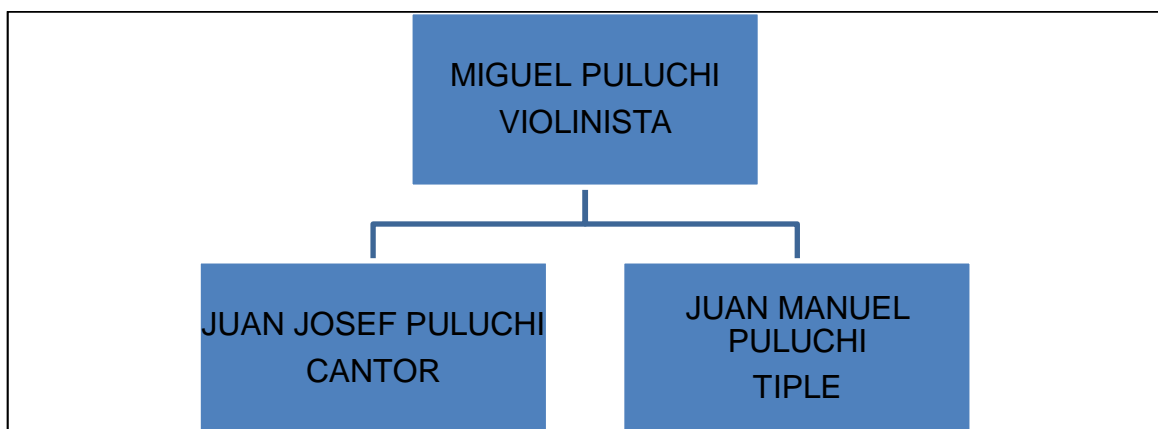 MIGUEL PULUCHI
VIOLINISTA
JUAN JOSEF PULUCHI
CANTOR
JUAN MANUEL
PULUCHI
TIPLE